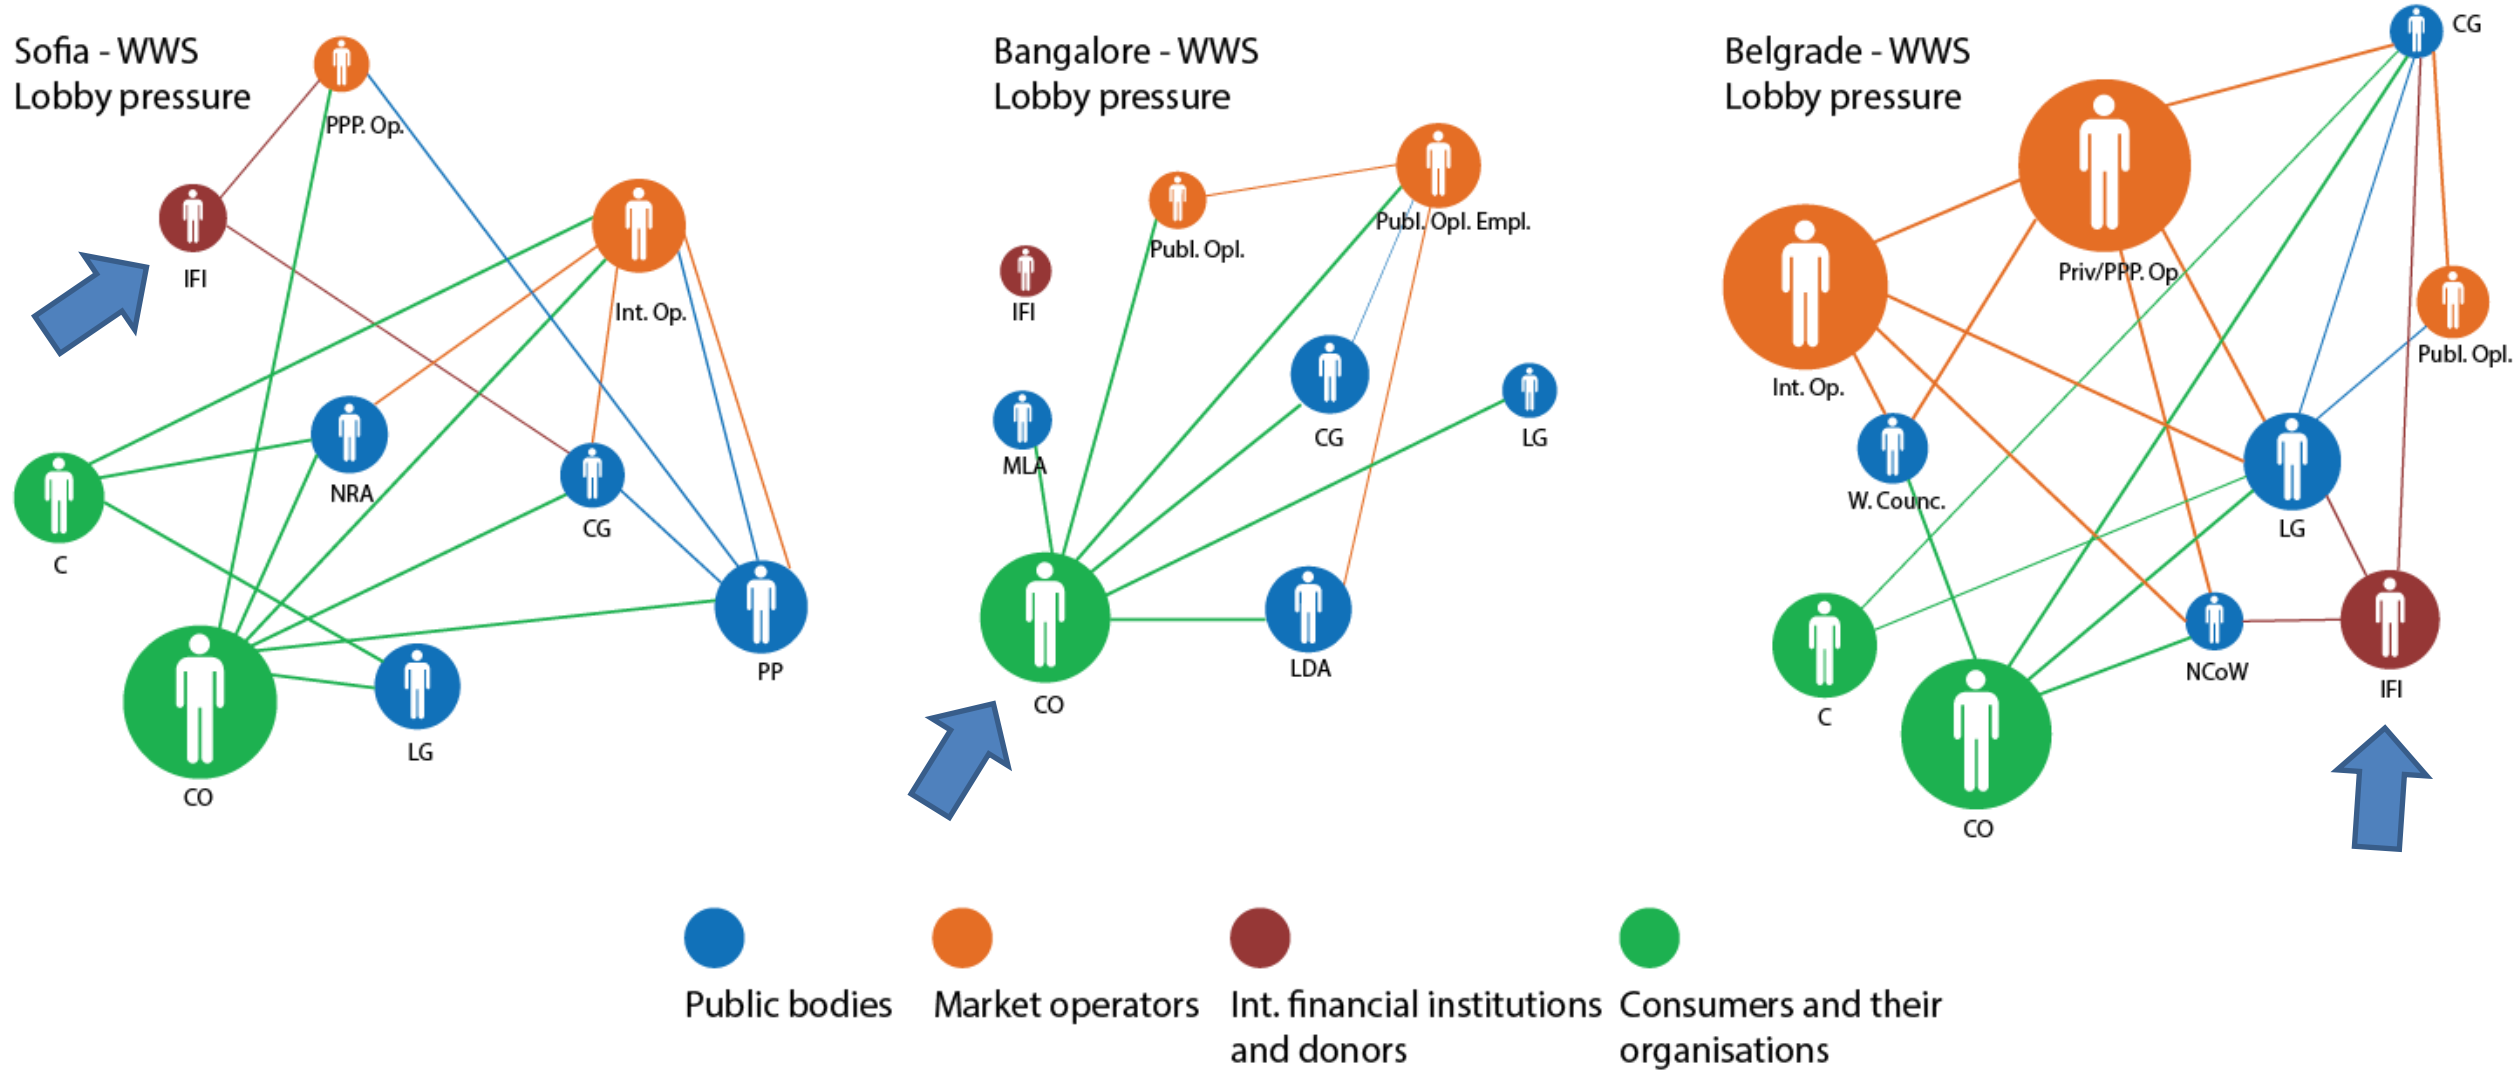 Sofia - WWS
Lobby pressure
PPP. Op.
IFI
Int. Op.
NRA
C
CG
PP
LG
CO
Bangalore - WWS
Lobby pressure
Publ. Opl. Empl.
Publ. Opl.
IFI
CG
LG
MLA
LDA
CO
Belgrade - WWS
Lobby pressure
CG
Priv/PPP. Op
Publ. Opl.
Int. Op.
W. Counc.
LG
NCoW
IFI
C
CO
Public bodies
Market operators
Int. financial institutions
and donors
Consumers and their
organisations